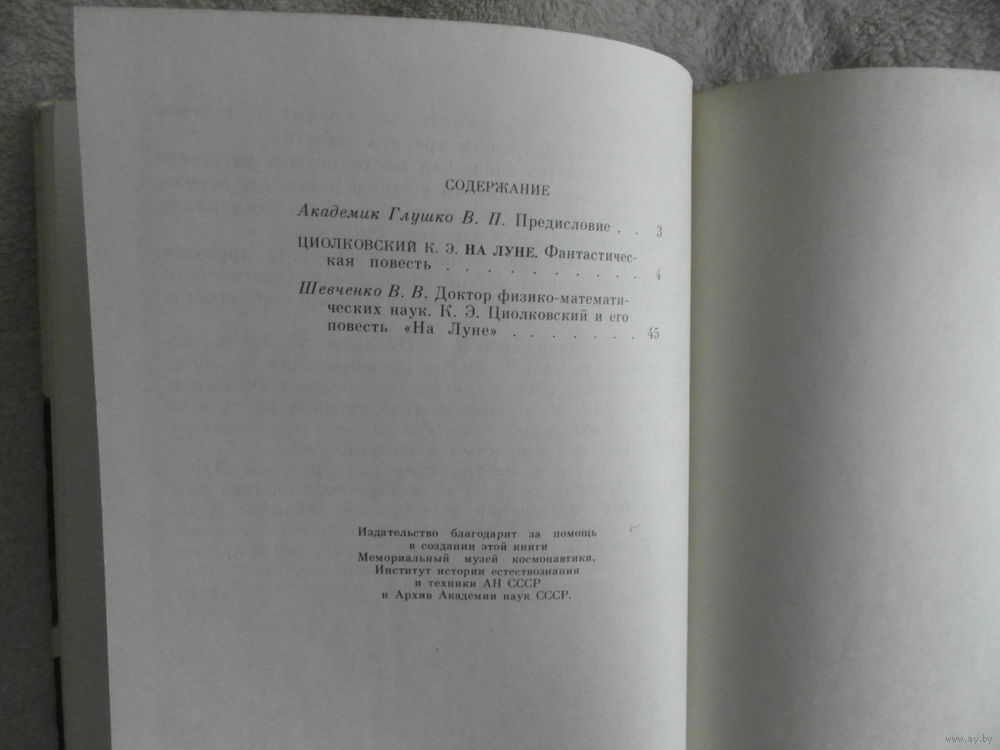 СОДЕРЖАНИЕ
Академик Глушко В. П. Предисловие . . 3
ЦИОЛКОВСКИЙ К. Э. НА ЛУНЕ. Фантастичес-
кая повесть . . . . . . . . . . 4
Шевченко В. В. Доктор физико-математи-
ческих наук. К. Э. Циолковский и его
повесть «На Луне» . . . . . . . 45
Издательство благодарит за помощь
в создании этой книги
Мемориальный музей космонавтики.
Институт истории естествознания
и техники АН СССР
и Архив Академии наук СССР.
www.ay.by